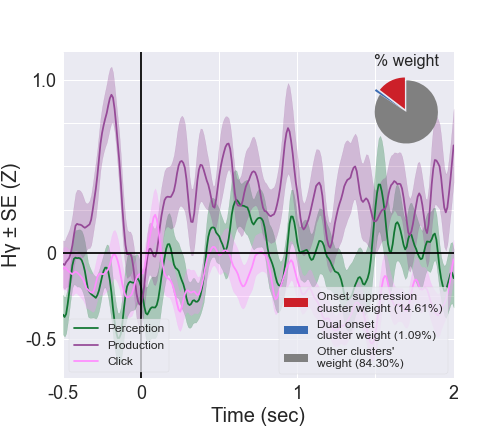 % weight
1.0
0
-0.5
Hγ ± SE (Z)
Perception
Production
Click
Onset suppression
cluster weight (14.61%)
Dual onset
cluster weight (1.09%)
Other clusters'
weight (84.30%)
-0.5
0
1
2
Time (sec)